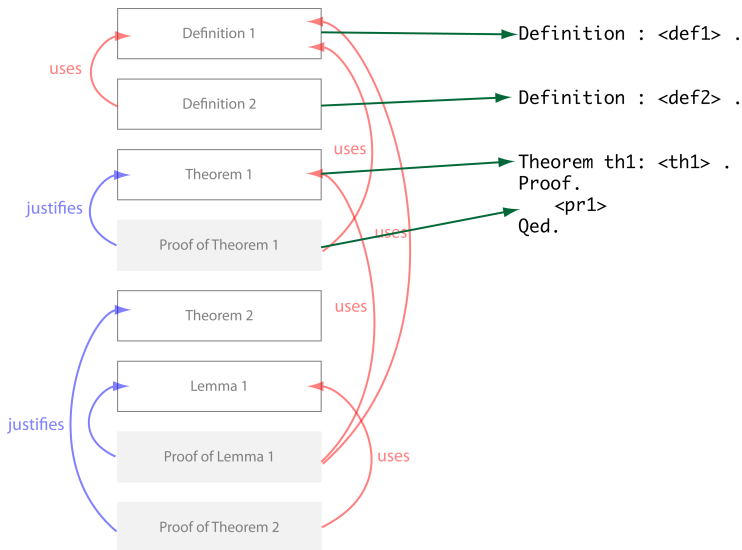 Definition 1
Definition : <def1> .
uses
Definition 2
Definition : <def2> .
uses
Theorem 1
Theorem th1: <th1> .
Proof.
justifies
<pr1>
Proof of Theorem 1
uses
Qed.
Theorem 2
uses
Lemma 1
justifies
Proof of Lemma 1
uses
Proof of Theorem 2